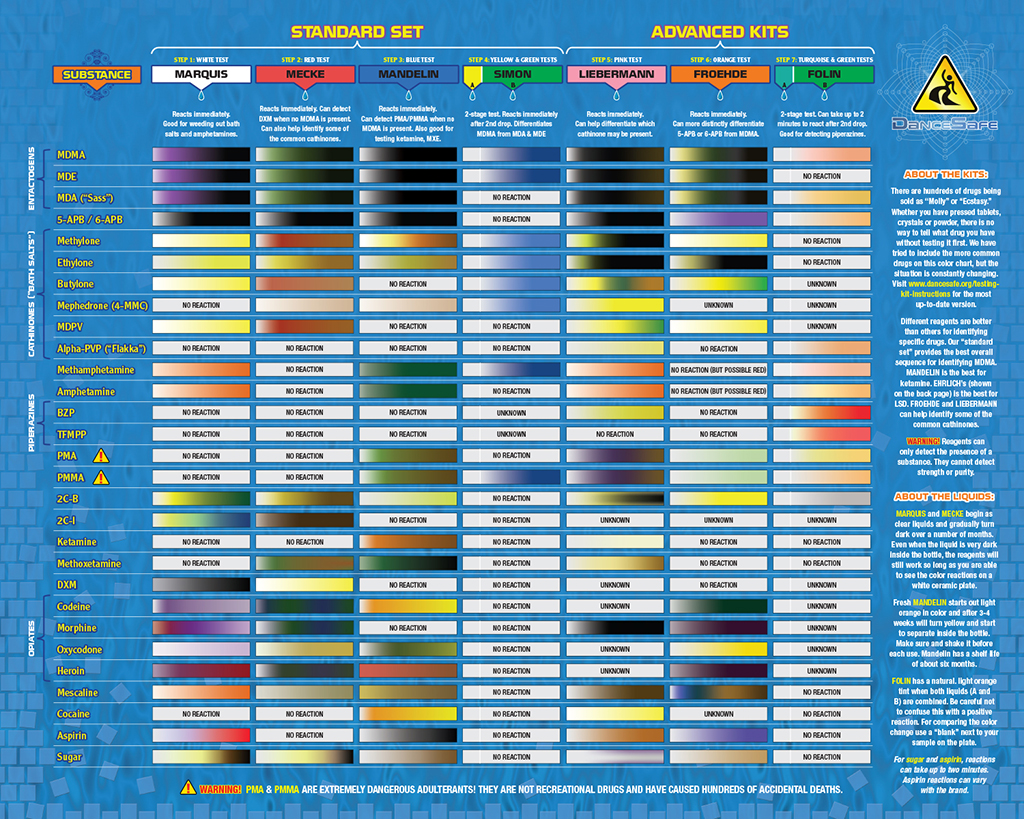 STANDARD SET
ADVANCED KITS
SUBSTANCE
STEP 1: WHITE TEST
MARQUIS
Reacts immediately.
Good for weeding out bath
salts and amphetamines.
STEP 2: RED TEST
MECKE
Reacts immediately. Can detect
DXM when no MDMA is present.
Can also help identify some of
the common cathinones.
STEP 3: BLUE TEST
MANDELIN
Reacts immediately.
Can detect PMA/PMMA when no
MDMA is present. Also good for
testing ketamine, MXE.
STEP 4: YELLOW & GREEN TESTS
SIMON
A
B
2-stage test. Reacts immediately
after 2nd drop. Differentiates
MDMA from MDA & MDE
STEP 5: PINK TEST
LIEBERMANN
Reacts immediately.
Can help differentiate which
cathinone may be present.
STEP 6: ORANGE TEST
FROEHDE
Reacts immediately.
Can more distinctly differentiate
5-APB or 6-APB from MDMA.
STEP 7: TURQUOISE & GREEN TESTS
FOLIN
A
B
2-stage test. Can take up to 2
minutes to react after 2nd drop.
Good for detecting piperazines.
ENTACTOGENS
MDMA
MDE NO REACTION
MDA ("Sass") NO REACTION
5-APB / 6-APB NO REACTION
CATHINONES ("BATH SALTS")
Methylone NO REACTION
Ethylone NO REACTION
Butylone NO REACTION UNKNOWN
Mephedrone (4-MMC) NO REACTION UNKNOWN UNKNOWN
MDPV NO REACTION NO REACTION UNKNOWN
Alpha-PVP ("Flakka") NO REACTION NO REACTION NO REACTION NO REACTION NO REACTION
Methamphetamine NO REACTION NO REACTION (BUT POSSIBLE RED)
Amphetamine NO REACTION NO REACTION NO REACTION (BUT POSSIBLE RED)
PIPERAZINES
BZP NO REACTION NO REACTION NO REACTION UNKNOWN NO REACTION
TFMPP NO REACTION NO REACTION NO REACTION UNKNOWN NO REACTION NO REACTION
PMA NO REACTION NO REACTION NO REACTION
PMMA NO REACTION NO REACTION
2C-B NO REACTION
2C-I NO REACTION NO REACTION UNKNOWN UNKNOWN UNKNOWN
Ketamine NO REACTION NO REACTION NO REACTION NO REACTION NO REACTION
Methoxetamine NO REACTION NO REACTION NO REACTION
DXM NO REACTION NO REACTION UNKNOWN NO REACTION UNKNOWN
OPIATES
Codeine NO REACTION UNKNOWN UNKNOWN
Morphine NO REACTION NO REACTION UNKNOWN
Oxycodone NO REACTION UNKNOWN UNKNOWN
Heroin NO REACTION UNKNOWN UNKNOWN
Mescaline NO REACTION NO REACTION
Cocaine NO REACTION NO REACTION NO REACTION UNKNOWN NO REACTION
Aspirin NO REACTION NO REACTION
Sugar NO REACTION NO REACTION
WARNING! PMA & PMMA ARE EXTREMELY DANGEROUS ADULTERANTS! THEY ARE NOT RECREATIONAL DRUGS AND HAVE CAUSED HUNDREDS OF ACCIDENTAL DEATHS.
DANCESAFE
ABOUT THE KITS:
There are hundreds of drugs being
sold as "Molly" or "Ecstasy."
Whether you have pressed tablets,
crystals or powder, there is no
way to tell what drug you have
without testing it first. We have
tried to include the more common
drugs on this color chart, but the
situation is constantly changing.
Visit www.dancesafe.org/testing-
kit-instructions for the most
up-to-date version.
Different reagents are better
than others for identifying
specific drugs. Our "standard
set" provides the best overall
sequence for identifying MDMA.
MANDELIN is the best for
ketamine. EHRLICH's (shown
on the back page) is the best for
LSD. FROEHDE and LIEBERMANN
can help identify some of the
common cathinones.
WARNING! Reagents can
only detect the presence of a
substance. They cannot detect
strength or purity.
ABOUT THE LIQUIDS:
MARQUIS and MECKE begin as
clear liquids and gradually turn
dark over a number of months.
Even when the liquid is very dark
inside the bottle, the reagents will
still work so long as you are able
to see the color reactions on a
white ceramic plate.
Fresh MANDELIN starts out light
orange in color and after 3-4
weeks will turn yellow and start
to separate inside the bottle.
Make sure and shake it before
each use. Mandelin has a shelf life
of about six months.
FOLIN has a natural, light orange
tint when both liquids (A and
B) are combined. Be careful not
to confuse this with a positive
reaction. For comparing the color
change use a "blank" next to your
sample on the plate.
For sugar and aspirin, reactions
can take up to two minutes.
Aspirin reactions can vary
with the brand.